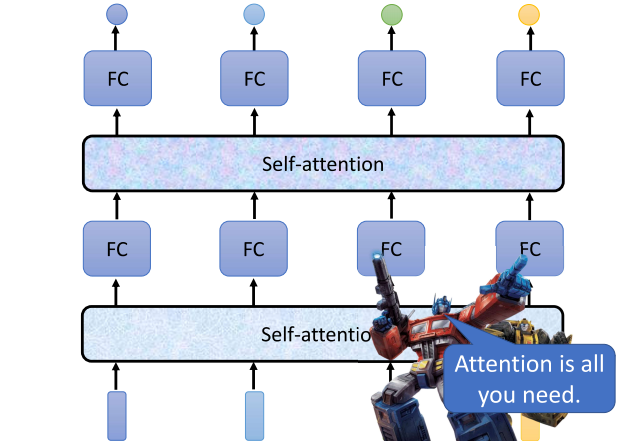 FC FC FC FC
Self-attention
FC FC FC FC
Self-attentio
Attention is all
you need.